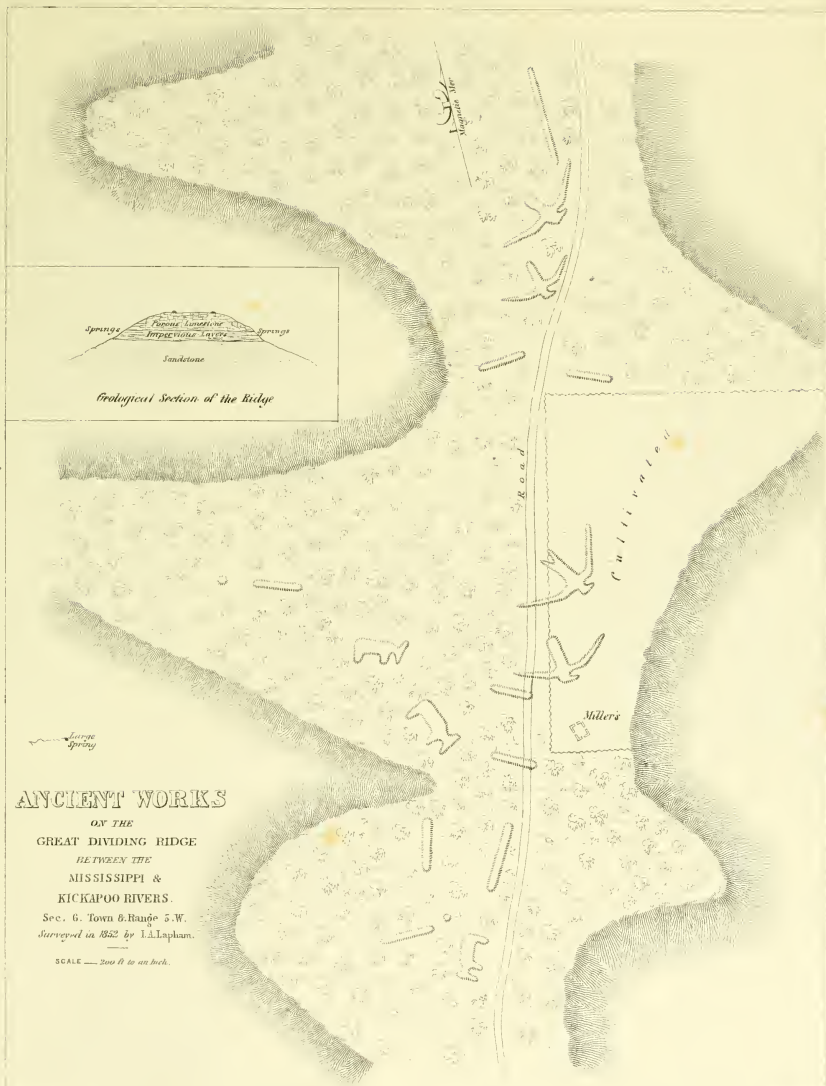 Magnetic Mer
Springs
Porous Limestone
Impervious Layers
Springs
Sandstone
Geological Section of the Ridge
Road
Cultivated
Miller's
Large
Spring
ANCIENT WORKS
ON THE
GREAT DIVIDING RIDGE
BETWEEN THE
MISSISSIPPI &
KICKAPOO RIVERS.
Sec. 6. Town 8. Range 5.W.
Surveyed in 1852 by I.A.Lapham.
SCALE — 200 ft to an Inch.